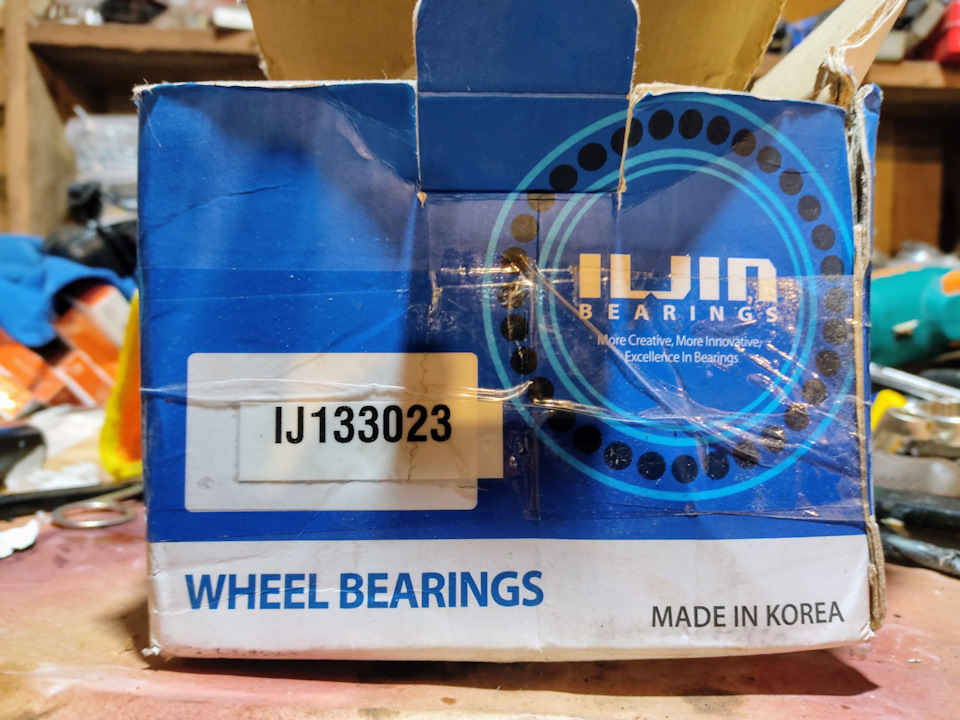 ILJIN
BEARINGS
More Creative, More Innovative,
Excellence In Bearings
IJ133023
WHEEL BEARINGS
MADE IN KOREA